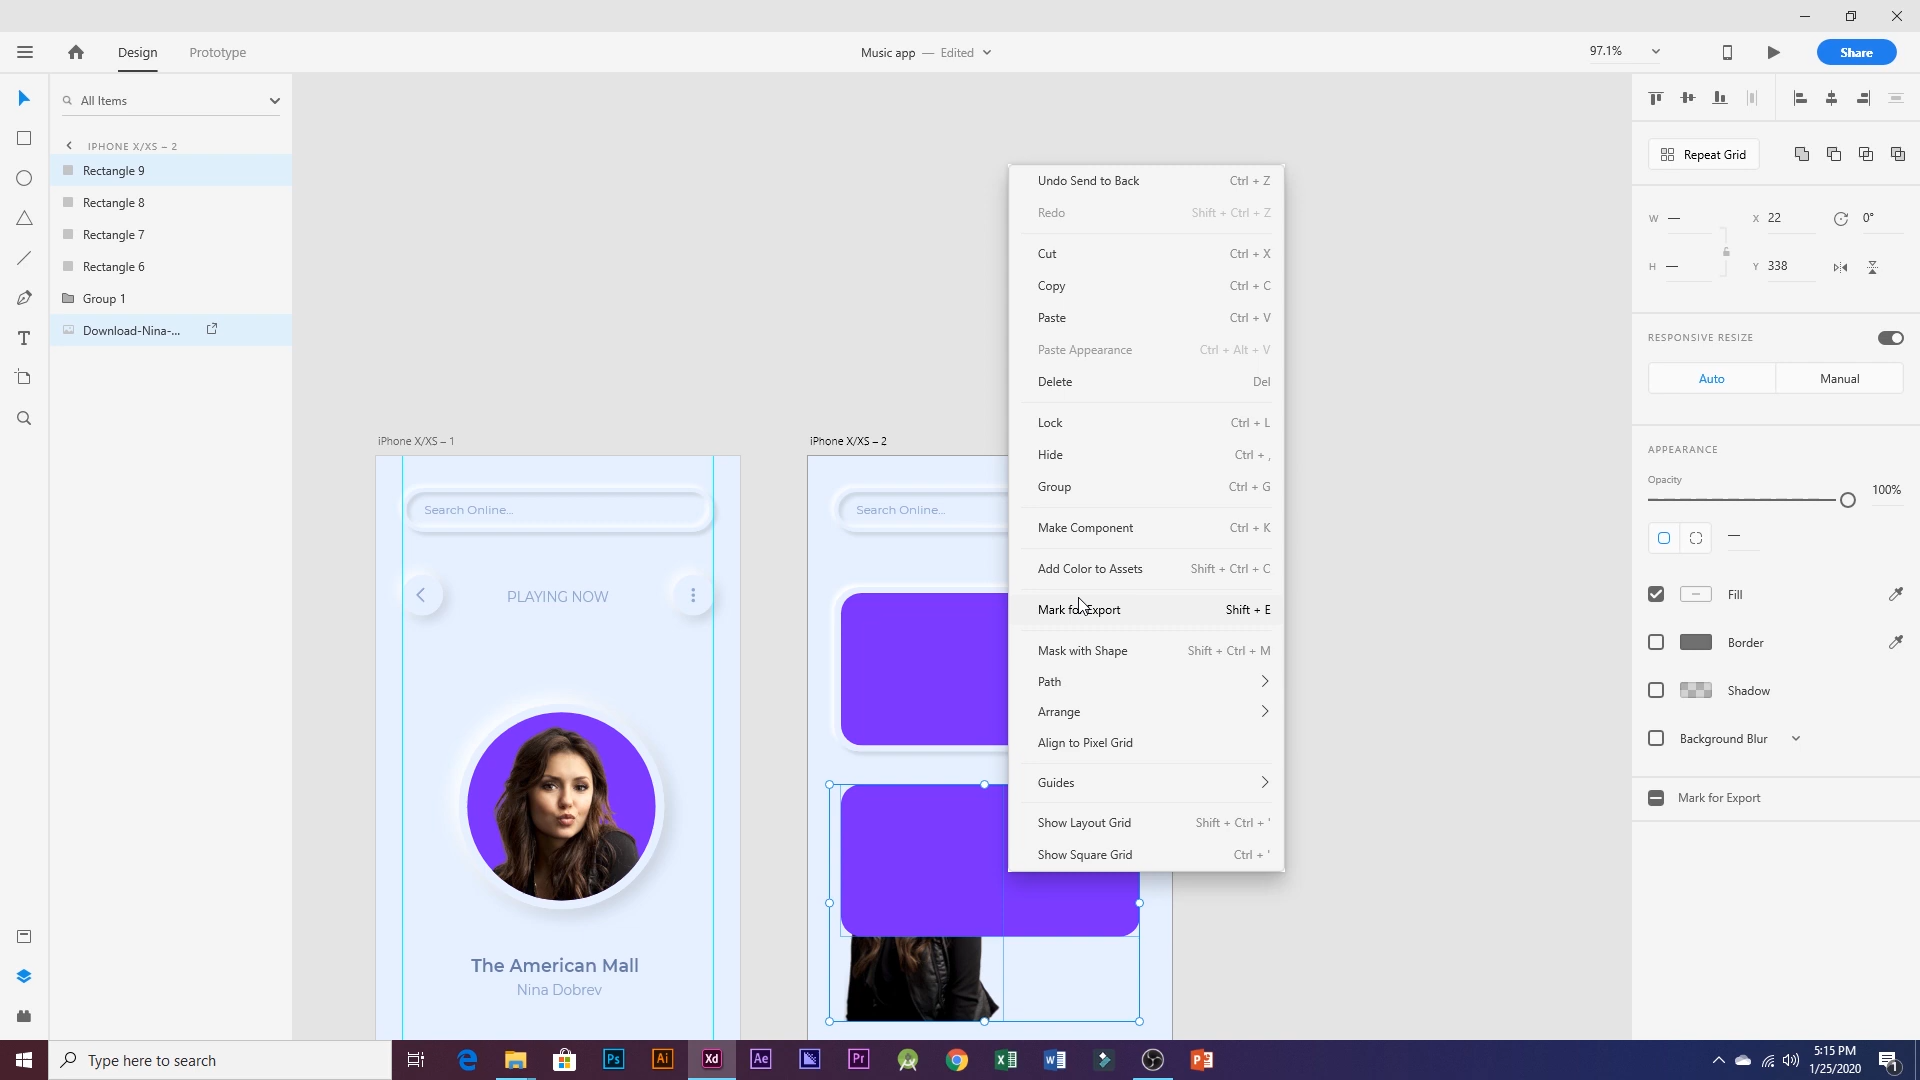 Design
Prototype
Music app — Edited
97.1%
Share
All Items
IPHONE X/XS – 2
Rectangle 9
Rectangle 8
Rectangle 7
Rectangle 6
Group 1
Download-Nina-...
iPhone X/XS – 1
Search Online...
PLAYING NOW
The American Mall
Nina Dobrev
iPhone X/XS – 2
Search Online...
Undo Send to Back Ctrl + Z
Redo Shift + Ctrl + Z
Cut Ctrl + X
Copy Ctrl + C
Paste Ctrl + V
Paste Appearance Ctrl + Alt + V
Delete Del
Lock Ctrl + L
Hide Ctrl + ,
Group Ctrl + G
Make Component Ctrl + K
Add Color to Assets Shift + Ctrl + C
Mark for Export Shift + E
Mask with Shape Shift + Ctrl + M
Path
Arrange
Align to Pixel Grid
Guides
Show Layout Grid Shift + Ctrl + '
Show Square Grid Ctrl + '
Repeat Grid
W — X 22 0°
H — Y 338
RESPONSIVE RESIZE
Auto Manual
APPEARANCE
Opacity
100%
Fill
Border
Shadow
Background Blur
Mark for Export
Type here to search
Ps
Ai
Xd
Ae
Pr
5:15 PM
1/25/2020
1